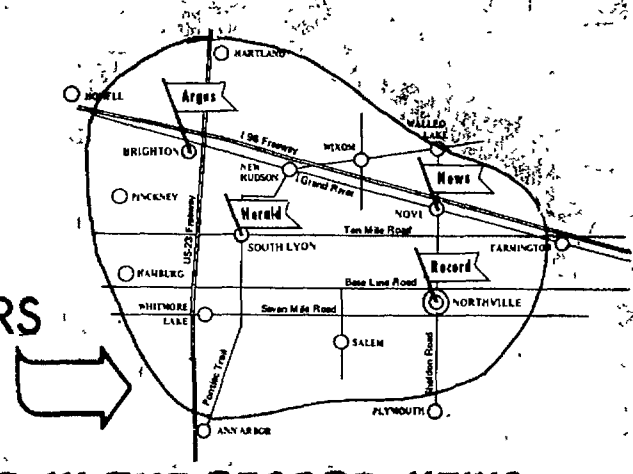 HARTLAND
HOWELL
Argus
I 96 Freeway
WALLED
LAKE
WIXOM
BRIGHTON
NEW
HUDSON
Grand River
News
PINCKNEY
Herald
NOVI
US-23 Freeway
Ten Mile Road
SOUTH LYON
FARMINGTON
Record
HAMBURG
Base Line Road
NORTHVILLE
WHITMORE
LAKE
Seven Mile Road
RS
SALEM
Pontiac Trail
Sheldon Road
PLYMOUTH
ANN ARBOR